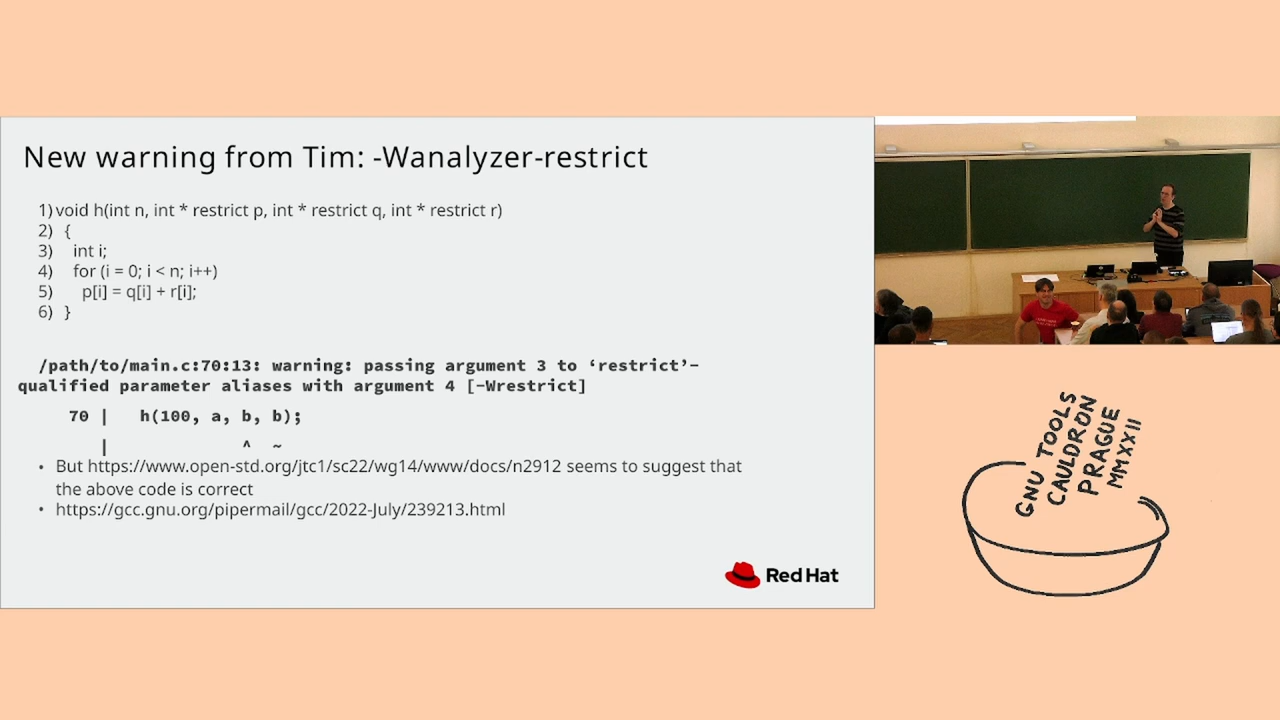 New warning from Tim: -Wanalyzer-restrict
1) void h(int n, int * restrict p, int * restrict q, int * restrict r)
2) {
3) int i;
4) for (i = 0; i < n; i++)
5) p[i] = q[i] + r[i];
6) }
/path/to/main.c:70:13: warning: passing argument 3 to ‘restrict’-
qualified parameter aliases with argument 4 [-Wrestrict]
70 | h(100, a, b, b);
| ^ ~
• But https://www.open-std.org/jtc1/sc22/wg14/www/docs/n2912 seems to suggest that
the above code is correct
• https://gcc.gnu.org/pipermail/gcc/2022-July/239213.html
Red Hat
GNU TOOLS
CAULDRON
PRAGUE
MMXXII